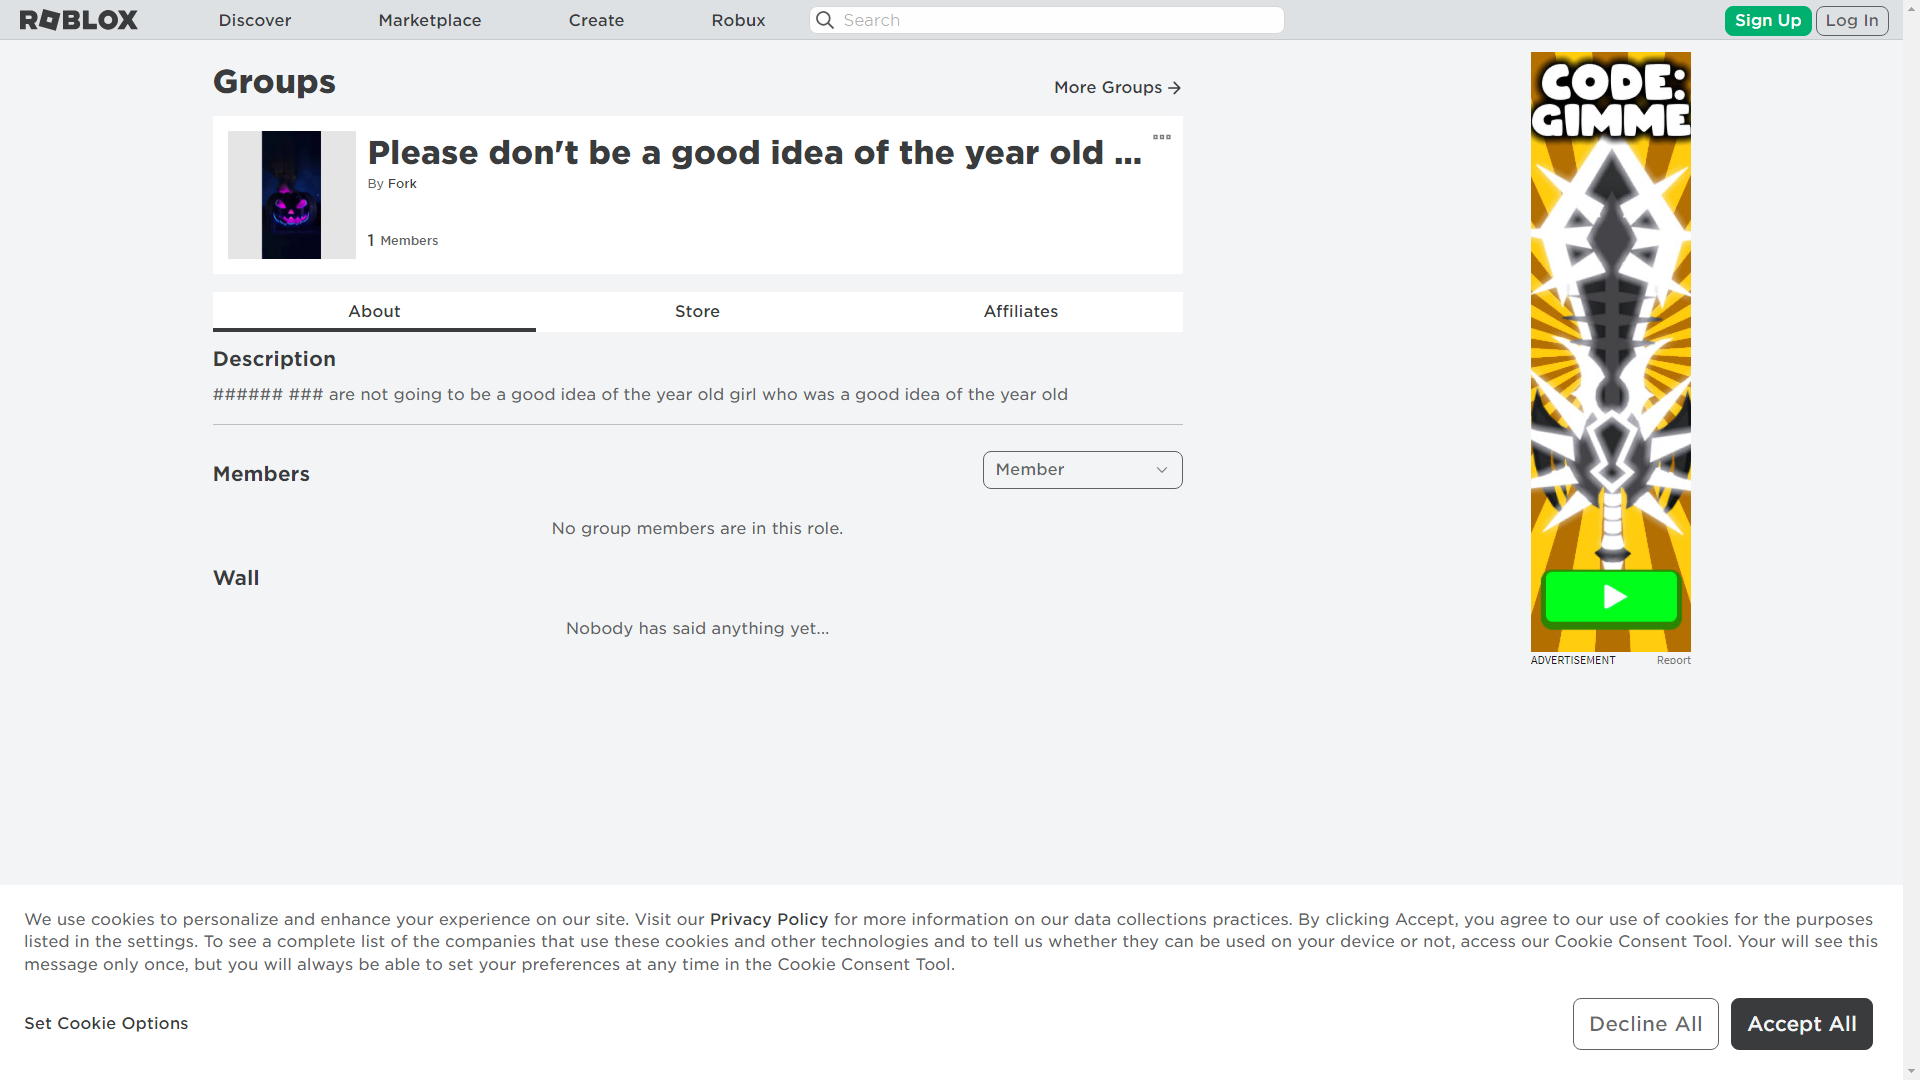 ROBLOX
Discover
Marketplace
Create
Robux
Search
Sign Up
Log In
Groups
More Groups
Please don't be a good idea of the year old ...
By Fork
1 Members
About
Store
Affiliates
Description
###### ### are not going to be a good idea of the year old girl who was a good idea of the year old
Members
Member
No group members are in this role.
Wall
Nobody has said anything yet...
CODE:
GIMME
ADVERTISEMENT
Report
We use cookies to personalize and enhance your experience on our site. Visit our Privacy Policy for more information on our data collections practices. By clicking Accept, you agree to our use of cookies for the purposes
listed in the settings. To see a complete list of the companies that use these cookies and other technologies and to tell us whether they can be used on your device or not, access our Cookie Consent Tool. Your will see this
message only once, but you will always be able to set your preferences at any time in the Cookie Consent Tool.
Set Cookie Options
Decline All
Accept All